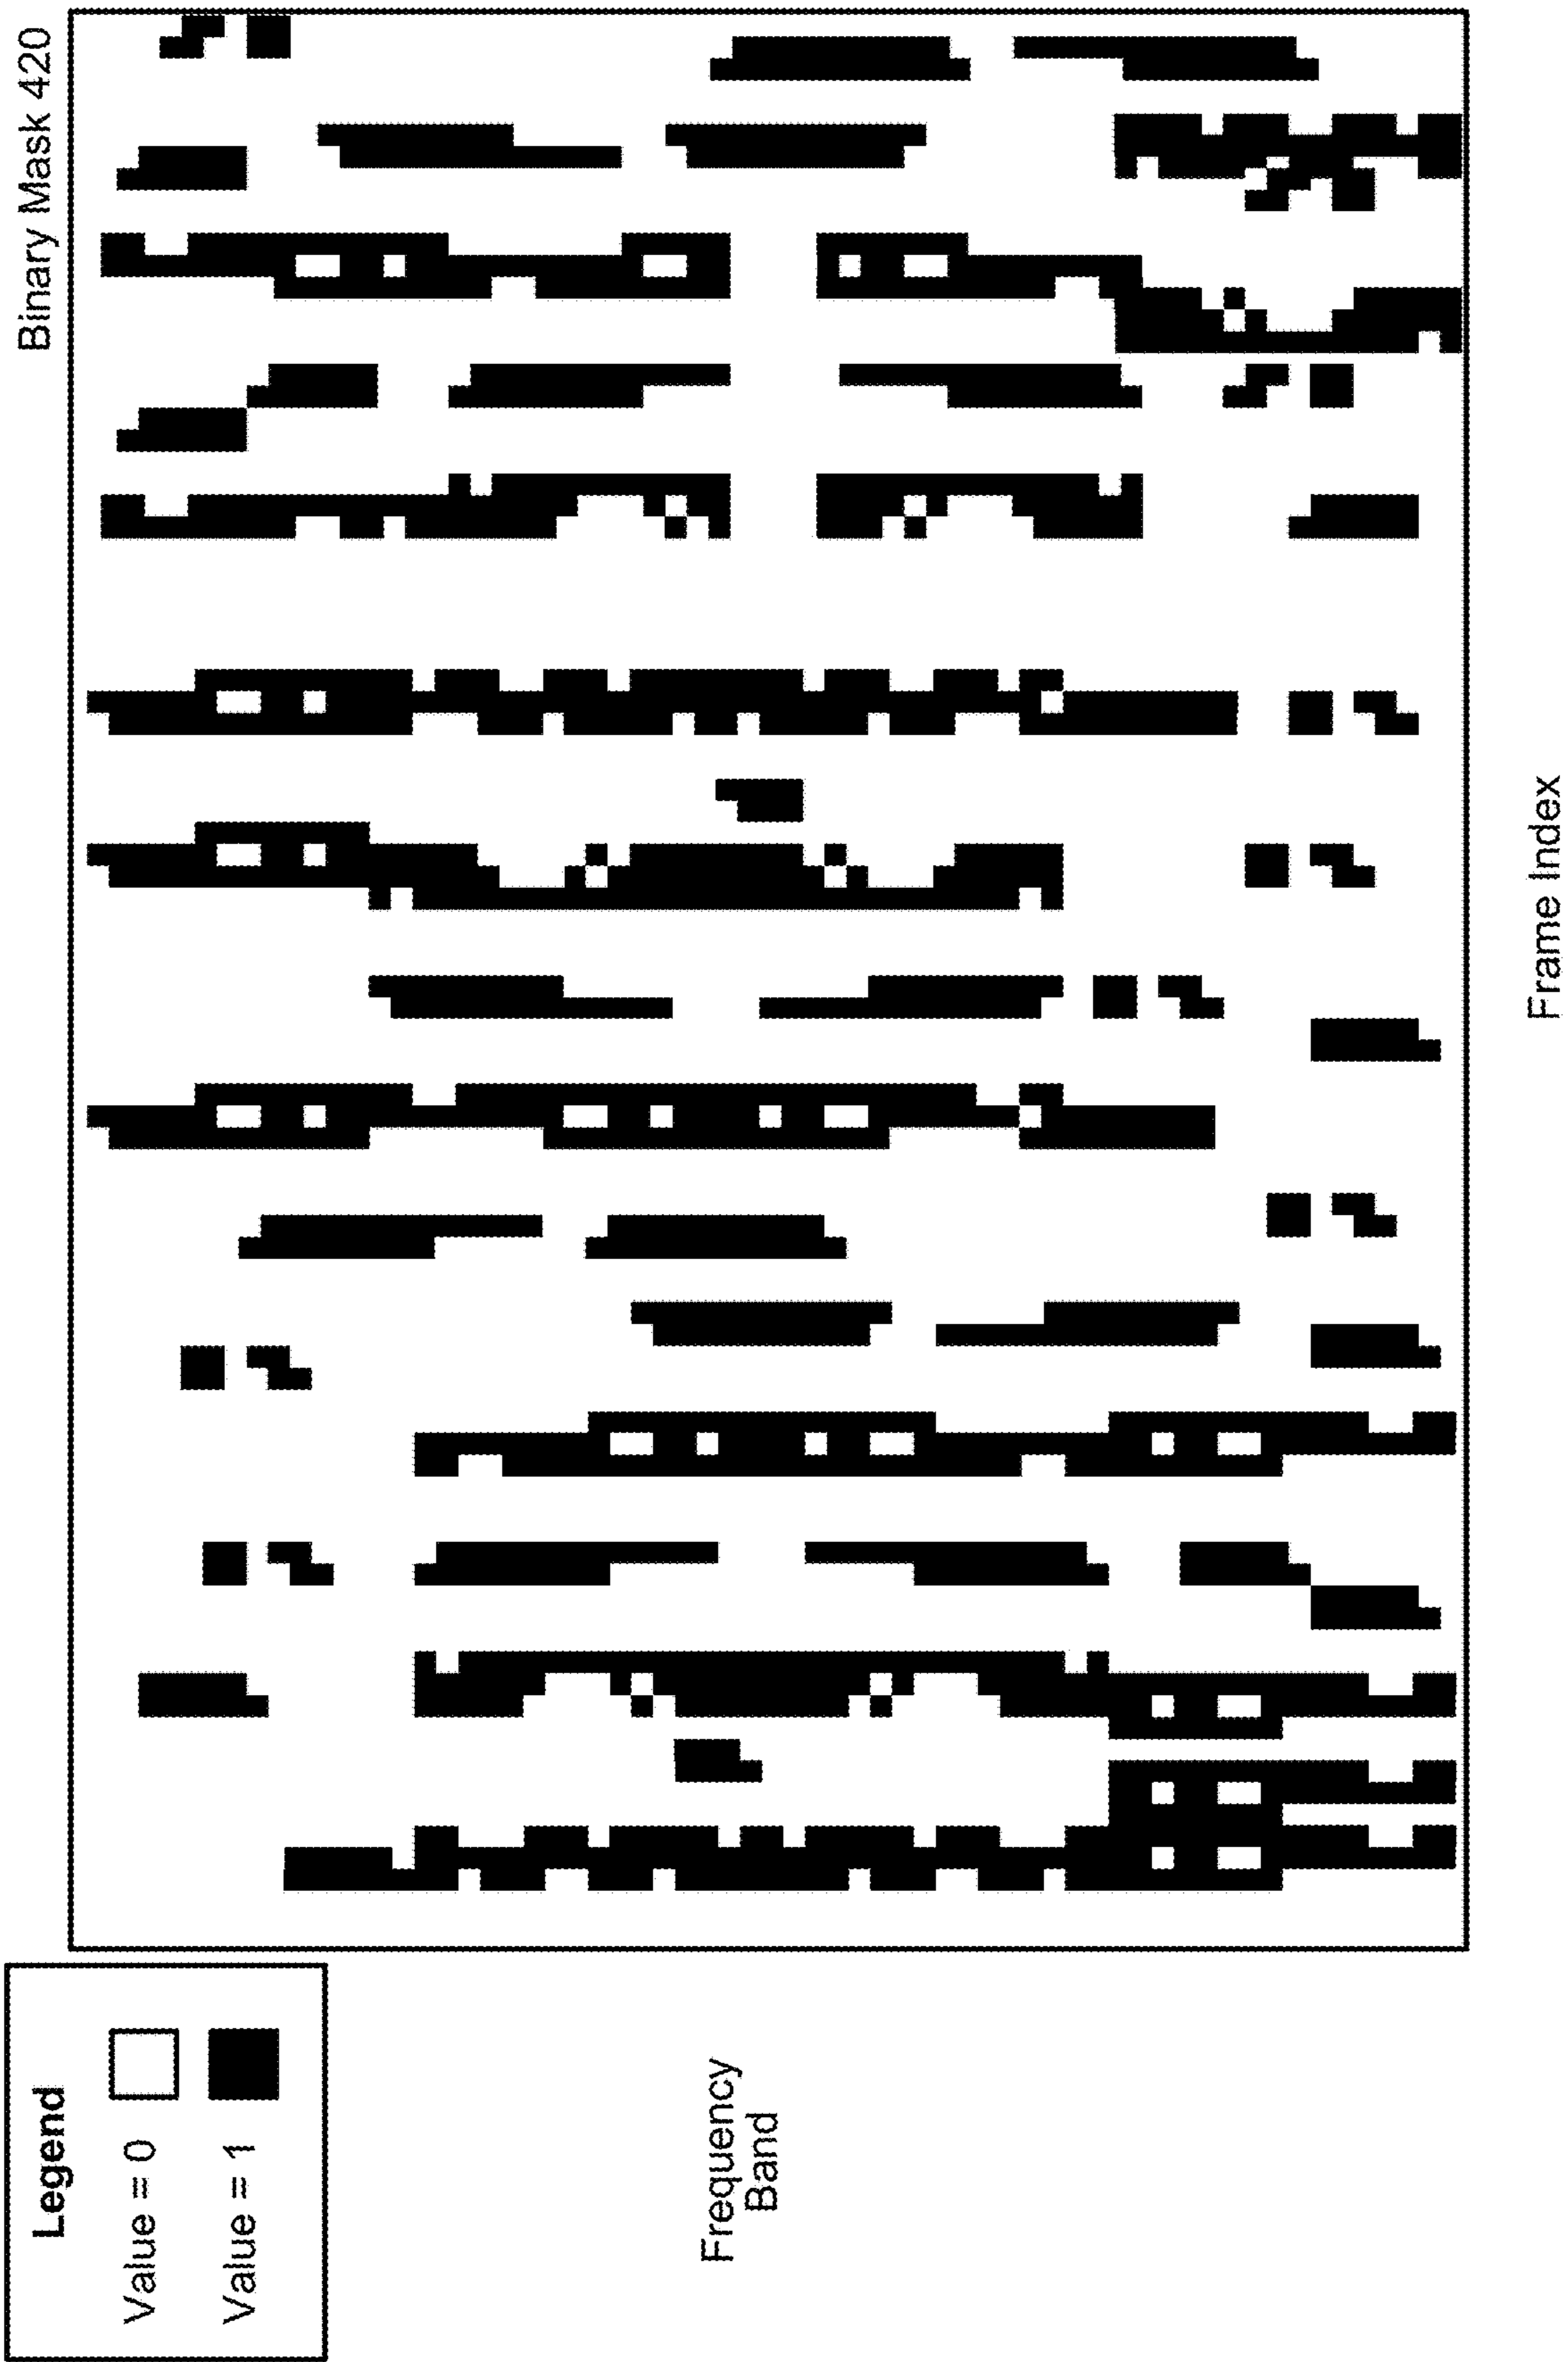 Binary Mask 420
Legend
Value = 0
Value = 1
Frequency
Band
Frame Index